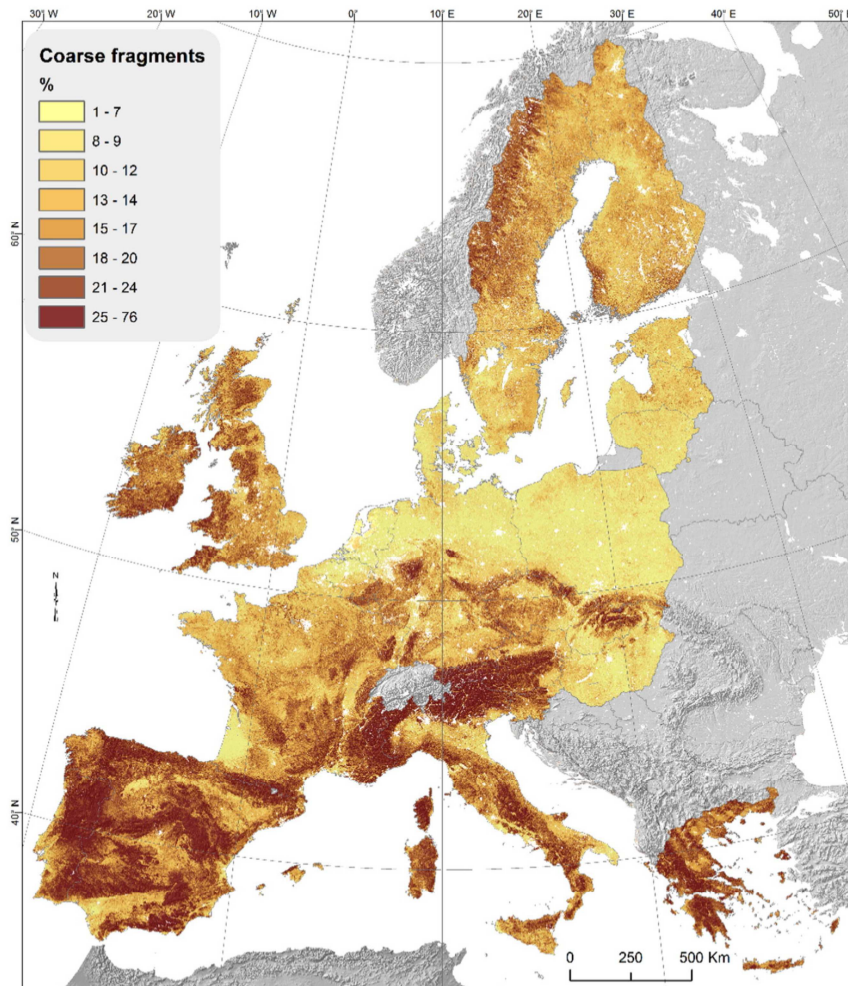 30° W 20° W 10° W 0° 10° E 20° E 30° E 40° E 50° E
Coarse fragments
%
1 - 7
8 - 9
10 - 12
13 - 14
15 - 17
18 - 20
21 - 24
25 - 76
60° N
50° N
N
40° N
0 250 500 Km